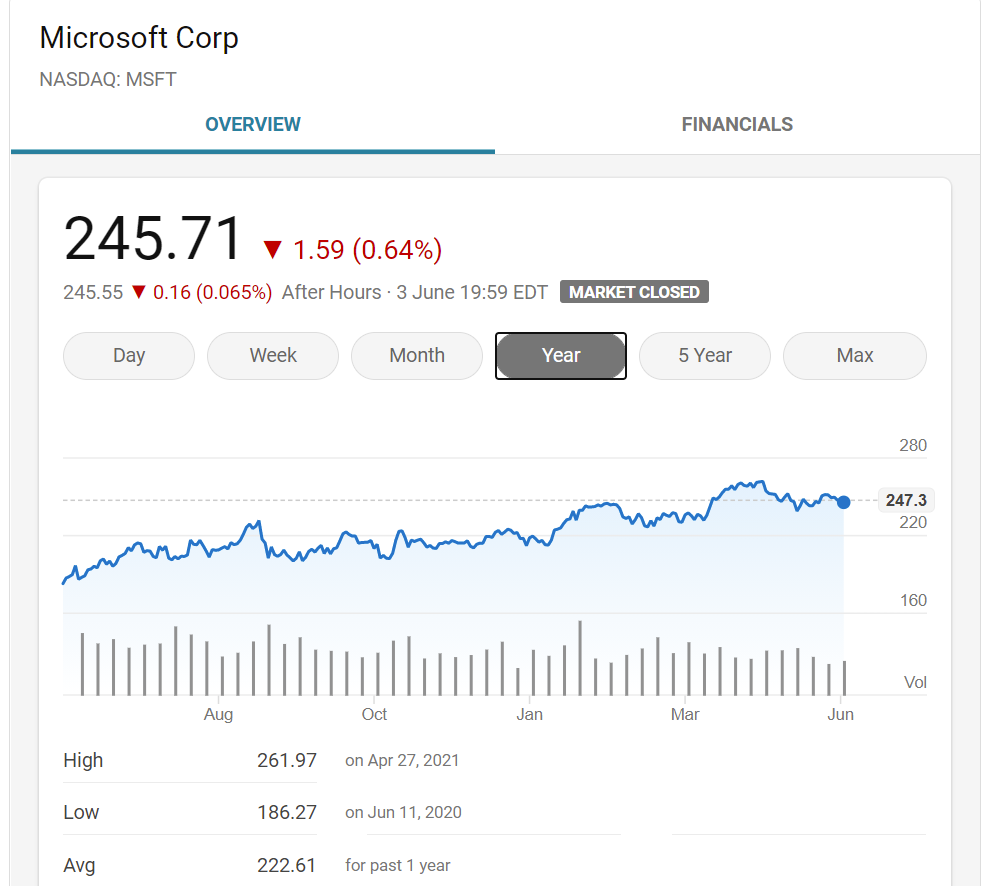 Microsoft Corp
NASDAQ: MSFT
OVERVIEW FINANCIALS
245.71 ▼ 1.59 (0.64%)
245.55 ▼ 0.16 (0.065%) After Hours · 3 June 19:59 EDT MARKET CLOSED
Day Week Month Year 5 Year Max
280
247.3
220
160
Vol
Aug Oct Jan Mar Jun
High 261.97 on Apr 27, 2021
Low 186.27 on Jun 11, 2020
Avg 222.61 for past 1 year